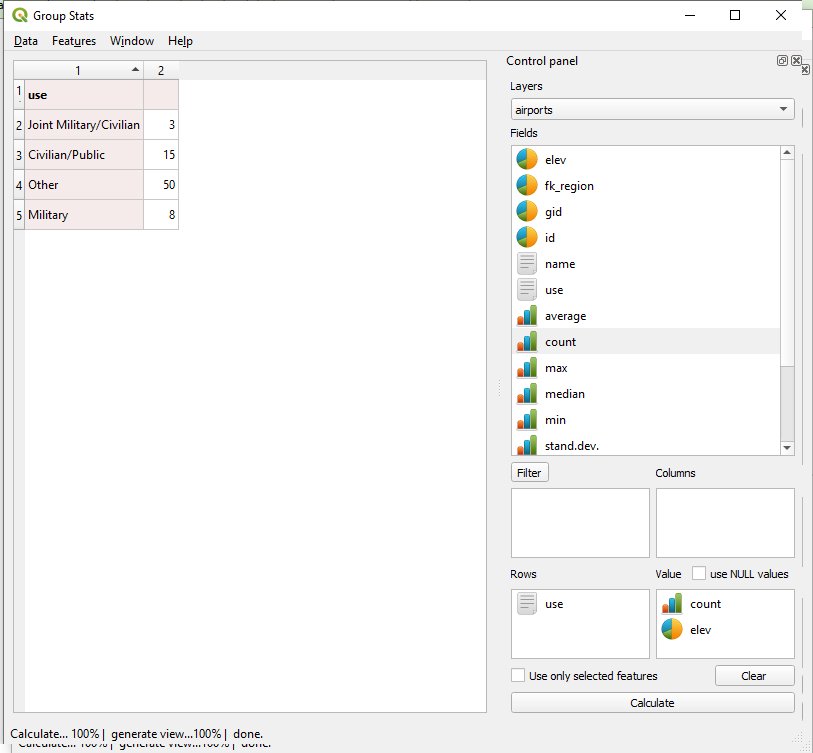 Group Stats
Data Features Window Help
1 2
1 use
2 Joint Military/Civilian 3
3 Civilian/Public 15
4 Other 50
5 Military 8
Control panel
Layers
airports
Fields
elev
fk_region
gid
id
name
use
average
count
max
median
min
stand.dev.
Filter
Columns
Rows
Value use NULL values
use
count
elev
Use only selected features
Clear
Calculate
Calculate... 100% | generate view...100% | done.
Calculate... 100% | generate view...100% | done.